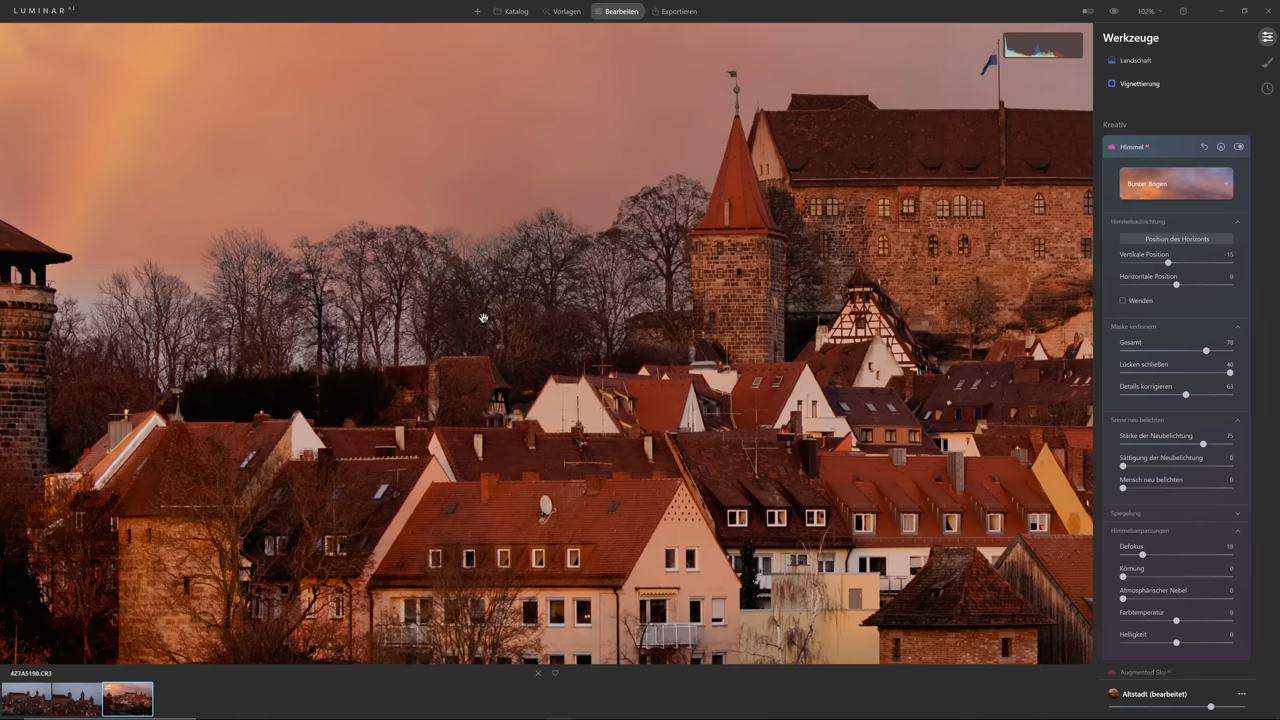 LUMINAR AI
Katalog
Vorlagen
Bearbeiten
Exportieren
102%
Werkzeuge
Landschaft
Vignettierung
Kreativ
Himmel AI
Bunter Bogen
Himmelsausrichtung
Position des Horizonts
Vertikale Position -15
Horizontale Position 0
Wenden
Maske verfeinern
Gesamt 78
Lücken schließen 40
Details korrigieren 63
Szene neu belichten
Stärke der Neubelichtung 75
Sättigung der Neubelichtung 0
Mensch neu belichten 0
Spiegelung
Himmelsanpassungen
Defokus 18
Körnung 0
Atmosphärischer Nebel 0
Farbtemperatur 0
Helligkeit 0
Augmented Sky AI
4Z7A5190.CR3
Altstadt (bearbeitet)